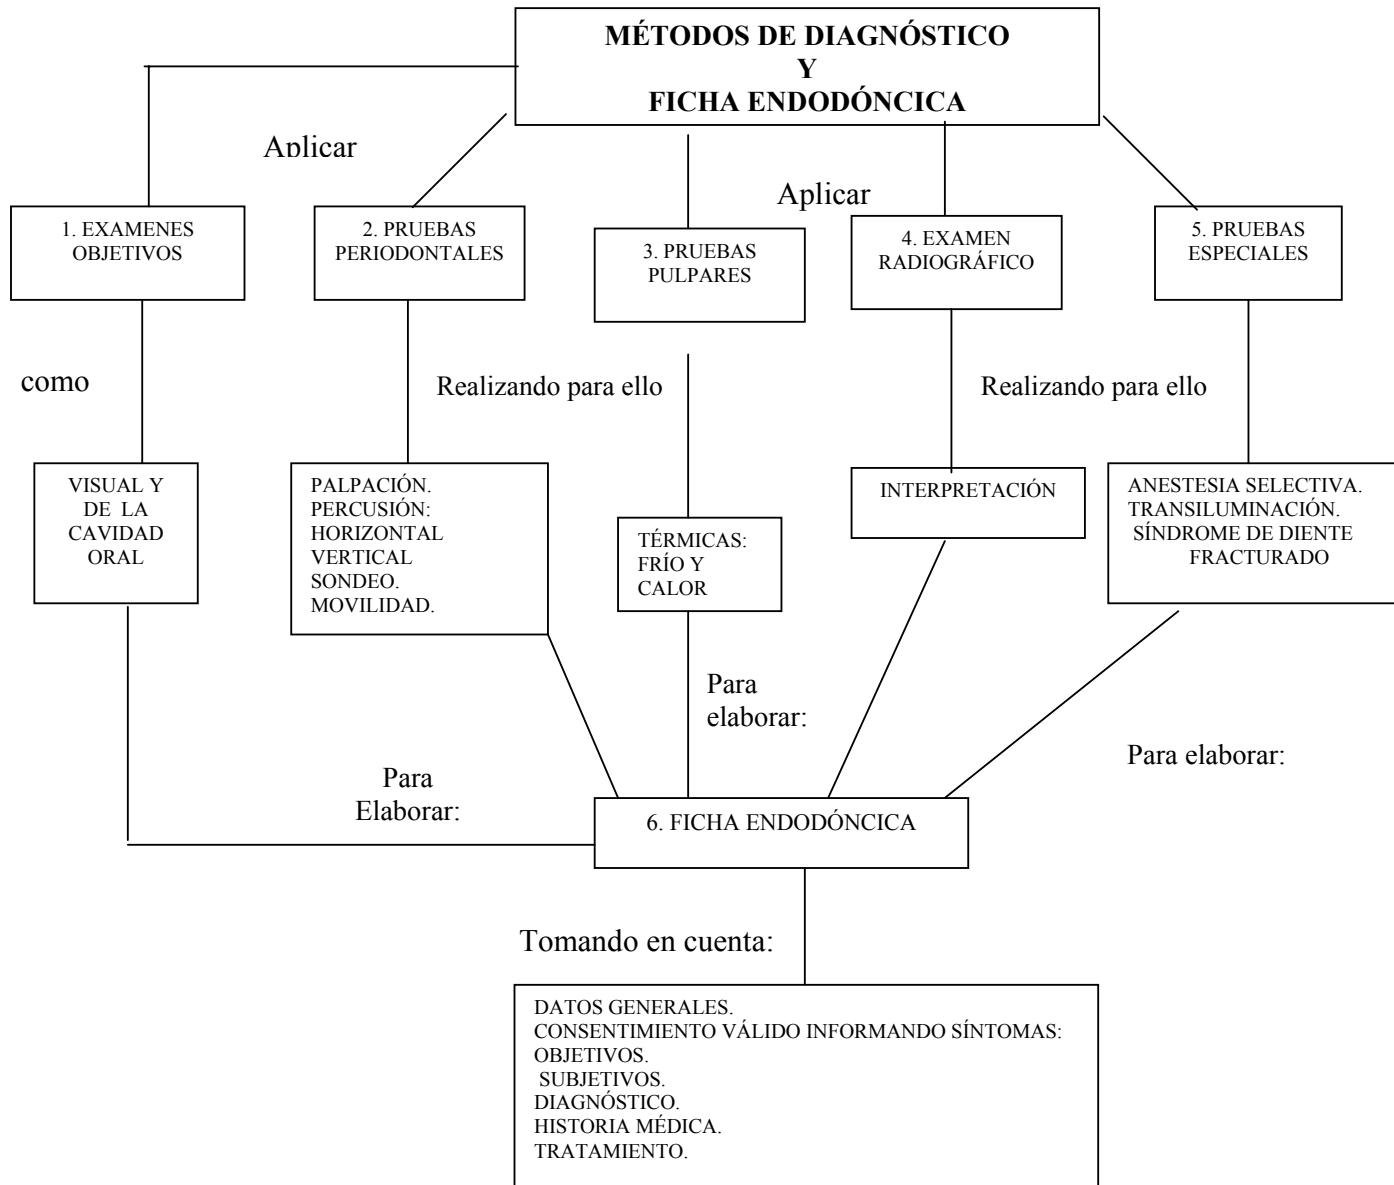 MÉTODOS DE DIAGNÓSTICO
Y
FICHA ENDODÓNCICA
Aplicar
Aplicar
1. EXAMENES
OBJETIVOS
2. PRUEBAS
PERIODONTALES
3. PRUEBAS
PULPARES
4. EXAMEN
RADIOGRÁFICO
5. PRUEBAS
ESPECIALES
como
Realizando para ello
Realizando para ello
VISUAL Y
DE LA
CAVIDAD
ORAL
PALPACIÓN.
PERCUSIÓN:
HORIZONTAL
VERTICAL
SONDEO.
MOVILIDAD.
TÉRMICAS:
FRÍO Y
CALOR
INTERPRETACIÓN
ANESTESIA SELECTIVA.
TRANSILUMINACIÓN.
SÍNDROME DE DIENTE
FRACTURADO
Para
Elaborar:
Para
elaborar:
Para elaborar:
6. FICHA ENDODÓNCICA
Tomando en cuenta:
DATOS GENERALES.
CONSENTIMIENTO VÁLIDO INFORMANDO SÍNTOMAS:
OBJETIVOS.
SUBJETIVOS.
DIAGNÓSTICO.
HISTORIA MÉDICA.
TRATAMIENTO.